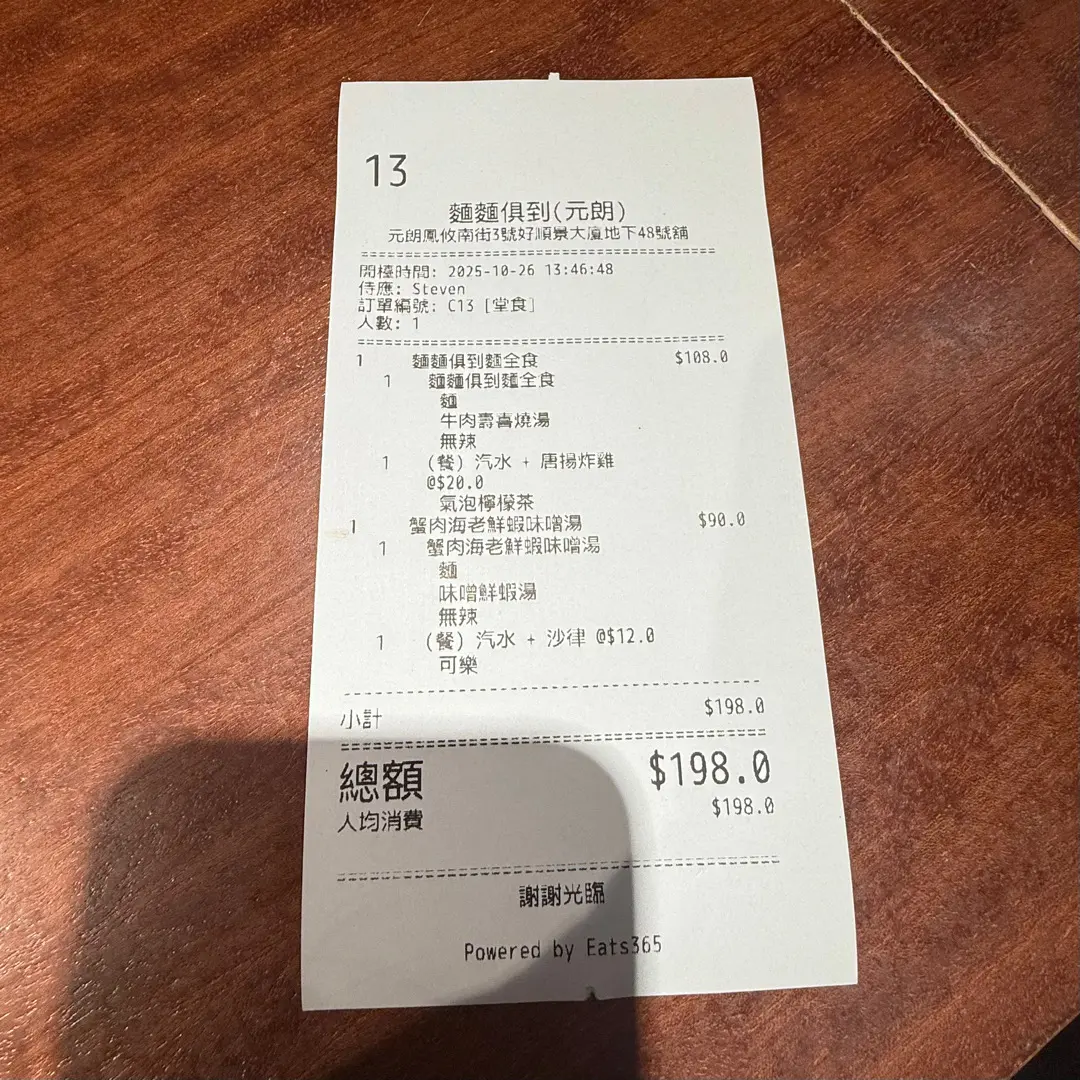 13
麵麵俱到(元朗)
元朗鳳攸南街3號好順景大廈地下48號舖
開檯時間: 2025-10-26 13:46:48
侍應: Steven
訂單編號: C13 [堂食]
人數: 1
1 麵麵俱到麵全食 $108.0
1 麵麵俱到麵全食
麵
牛肉壽喜燒湯
無辣
1 (餐) 汽水 + 唐揚炸雞
@$20.0
氣泡檸檬茶
1 蟹肉海老鮮蝦味噌湯 $90.0
1 蟹肉海老鮮蝦味噌湯
麵
味噌鮮蝦湯
無辣
1 (餐) 汽水 + 沙律 @$12.0
可樂
小計 $198.0
總額 $198.0
人均消費 $198.0
謝謝光臨
Powered by Eats365